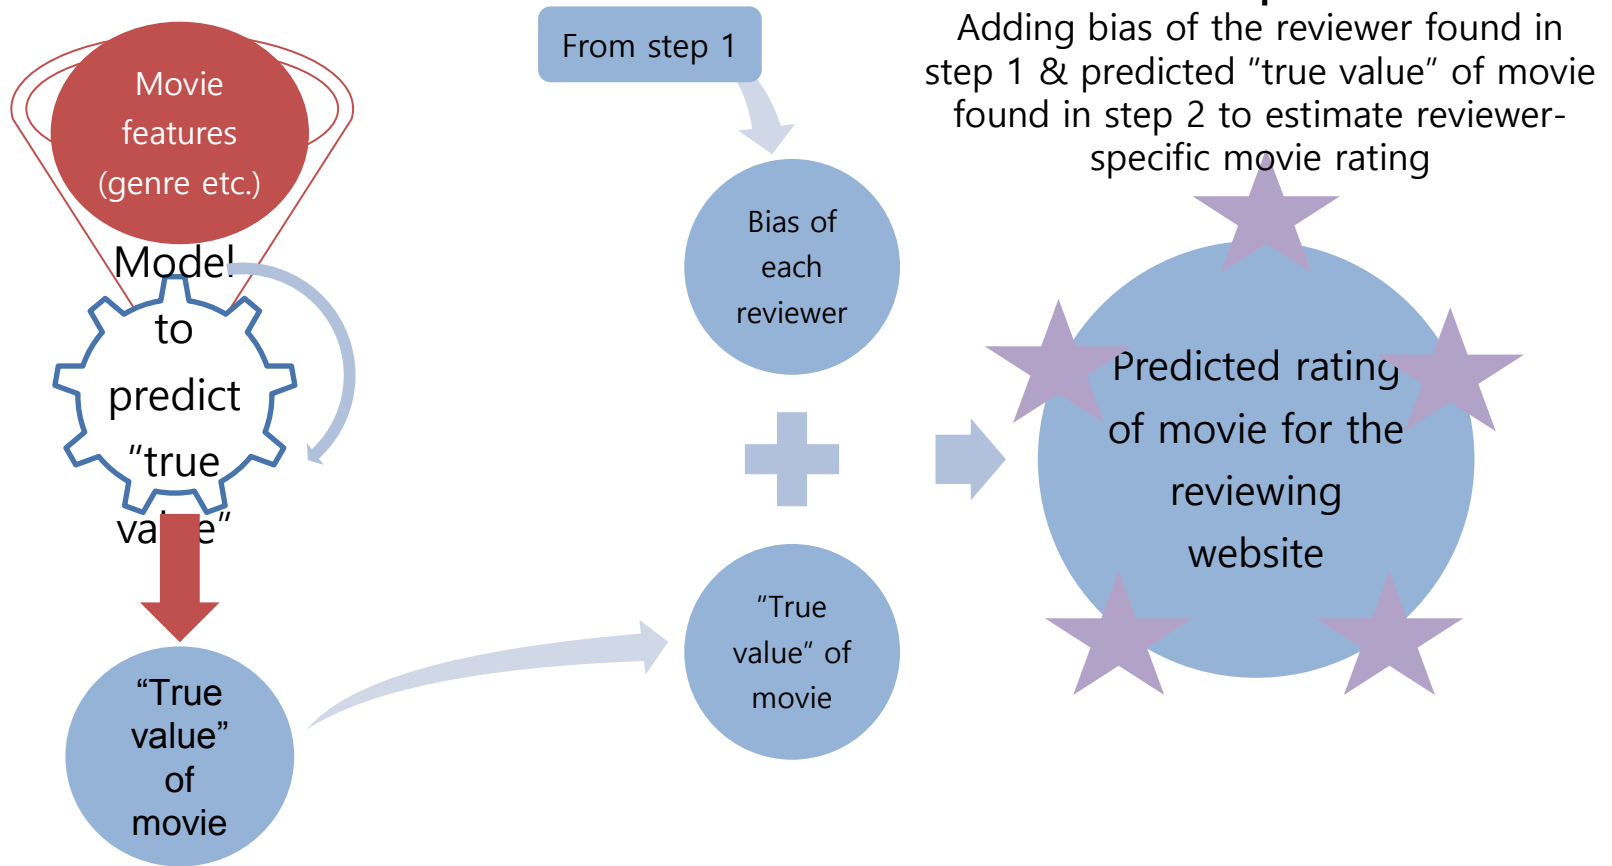 Movie
features
(genre etc.)
Model
to
predict
"true
value"
"True
value"
of
movie
From step 1
Bias of
each
reviewer
"True
value" of
movie
Adding bias of the reviewer found in
step 1 & predicted "true value" of movie
found in step 2 to estimate reviewer-
specific movie rating
Predicted rating
of movie for the
reviewing
website